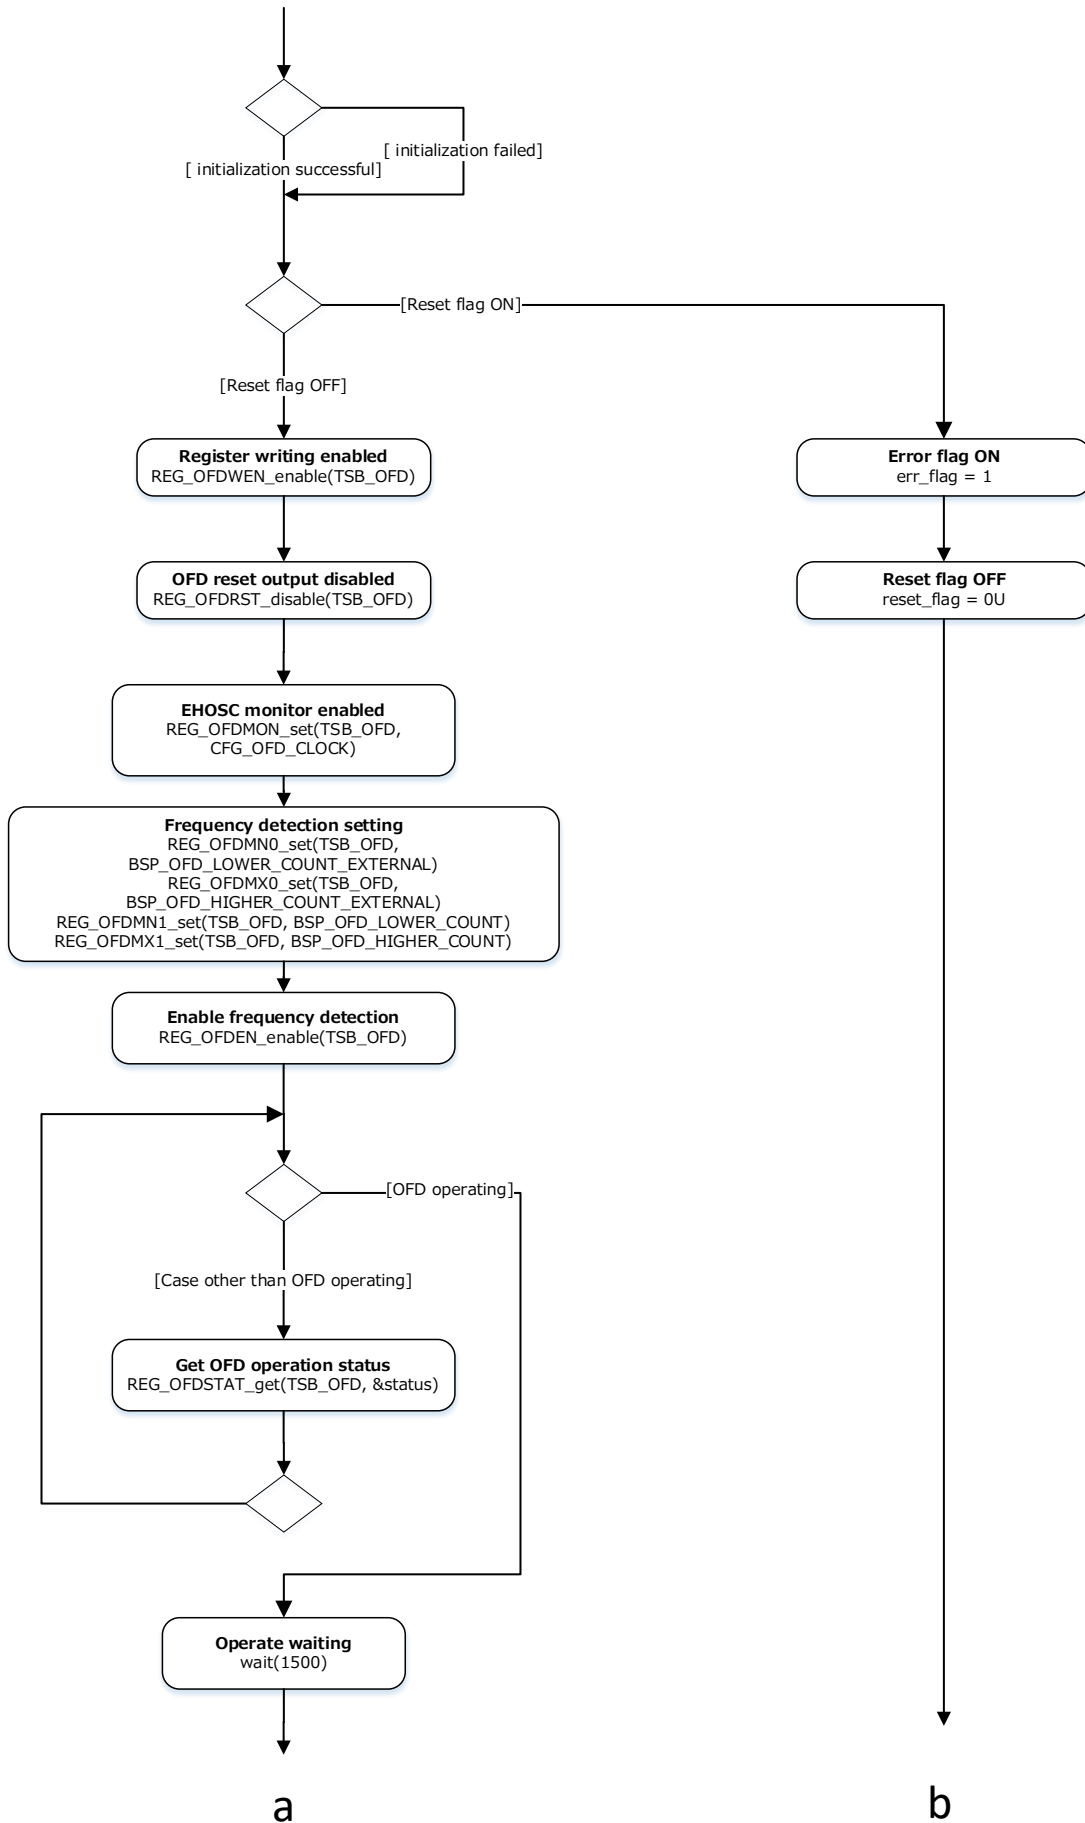 [ initialization failed]
[ initialization successful]
[Reset flag ON]
[Reset flag OFF]
Register writing enabled
REG_OFDWEN_enable(TSB_OFD)
Error flag ON
err_flag = 1
OFD reset output disabled
REG_OFDRST_disable(TSB_OFD)
Reset flag OFF
reset_flag = 0U
EHOSC monitor enabled
REG_OFDMON_set(TSB_OFD,
CFG_OFD_CLOCK)
Frequency detection setting
REG_OFDMN0_set(TSB_OFD,
BSP_OFD_LOWER_COUNT_EXTERNAL)
REG_OFDMX0_set(TSB_OFD,
BSP_OFD_HIGHER_COUNT_EXTERNAL)
REG_OFDMN1_set(TSB_OFD, BSP_OFD_LOWER_COUNT)
REG_OFDMX1_set(TSB_OFD, BSP_OFD_HIGHER_COUNT)
Enable frequency detection
REG_OFDEN_enable(TSB_OFD)
[OFD operating]
[Case other than OFD operating]
Get OFD operation status
REG_OFDSTAT_get(TSB_OFD, &status)
Operate waiting
wait(1500)
a
b